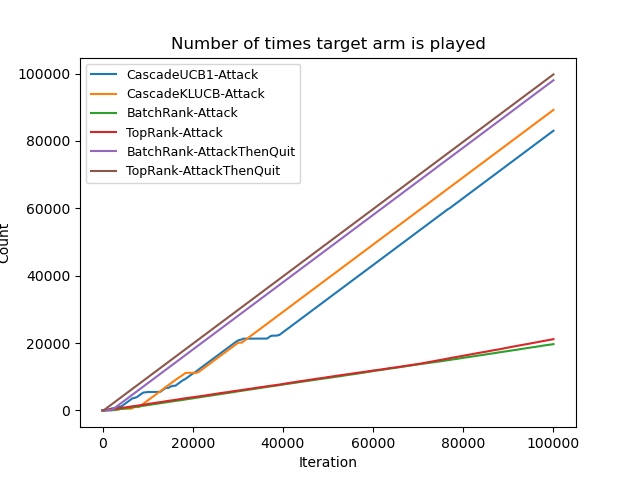 Number of times target arm is played
100000
80000
60000
40000
20000
0
Count
CascadeUCB1-Attack
CascadeKLUCB-Attack
BatchRank-Attack
TopRank-Attack
BatchRank-AttackThenQuit
TopRank-AttackThenQuit
0 20000 40000 60000 80000 100000
Iteration